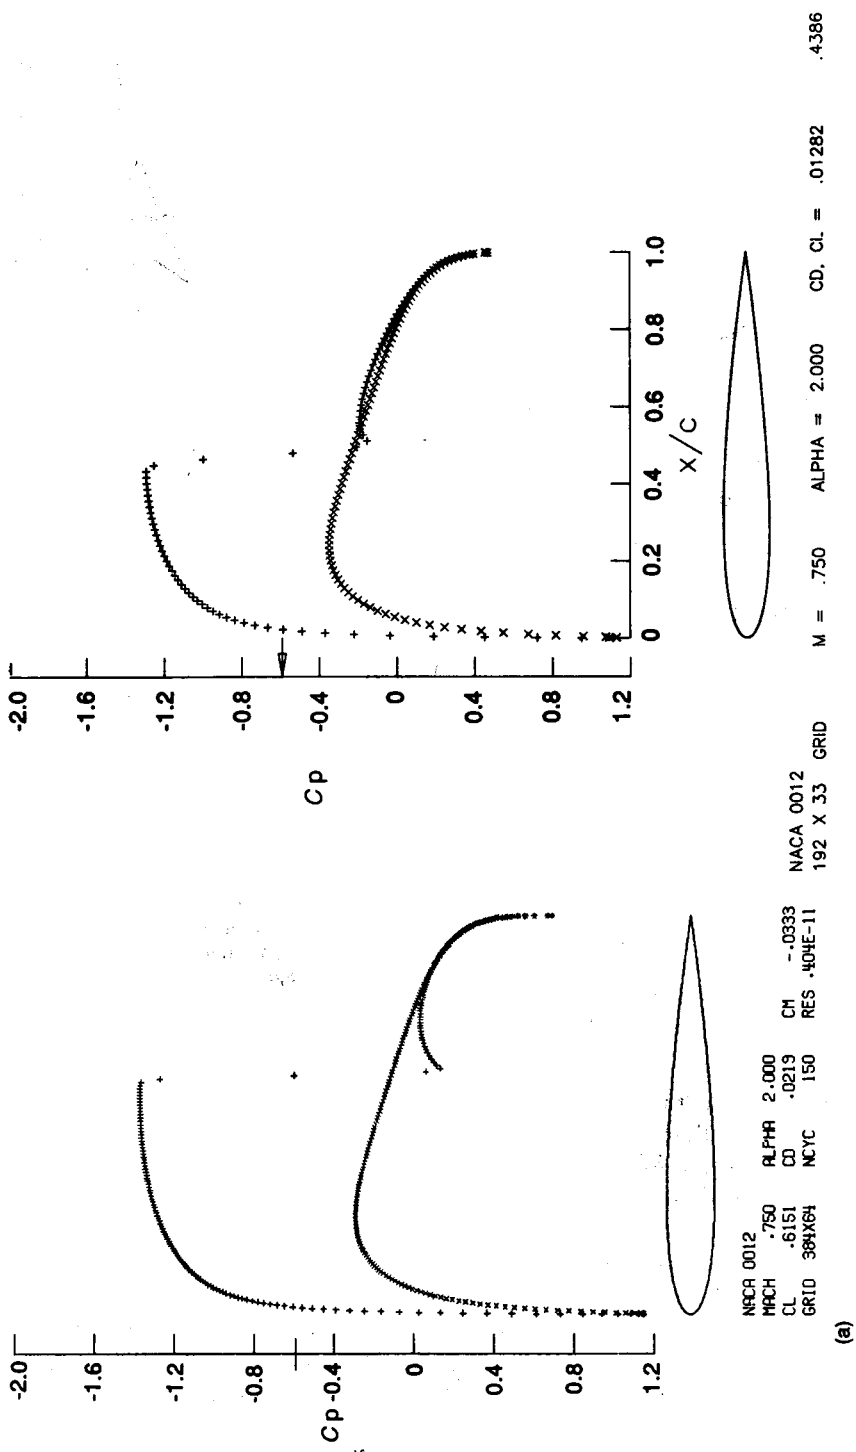 -2.0
-1.6
-1.2
-0.8
Cp -0.4
0
0.4
0.8
1.2
NACA 0012
MACH .750 ALPHA 2.000
CL .6151 CD .0219 CM -.0333
GRID 384X64 NCYC 150 RES .404E-11
(a)
-2.0
-1.6
-1.2
-0.8
-0.4
0
0.4
0.8
1.2
Cp
0 0.2 0.4 0.6 0.8 1.0
X/C
NACA 0012
192 X 33 GRID
M = .750 ALPHA = 2.000 CD, CL = .01282 .4386